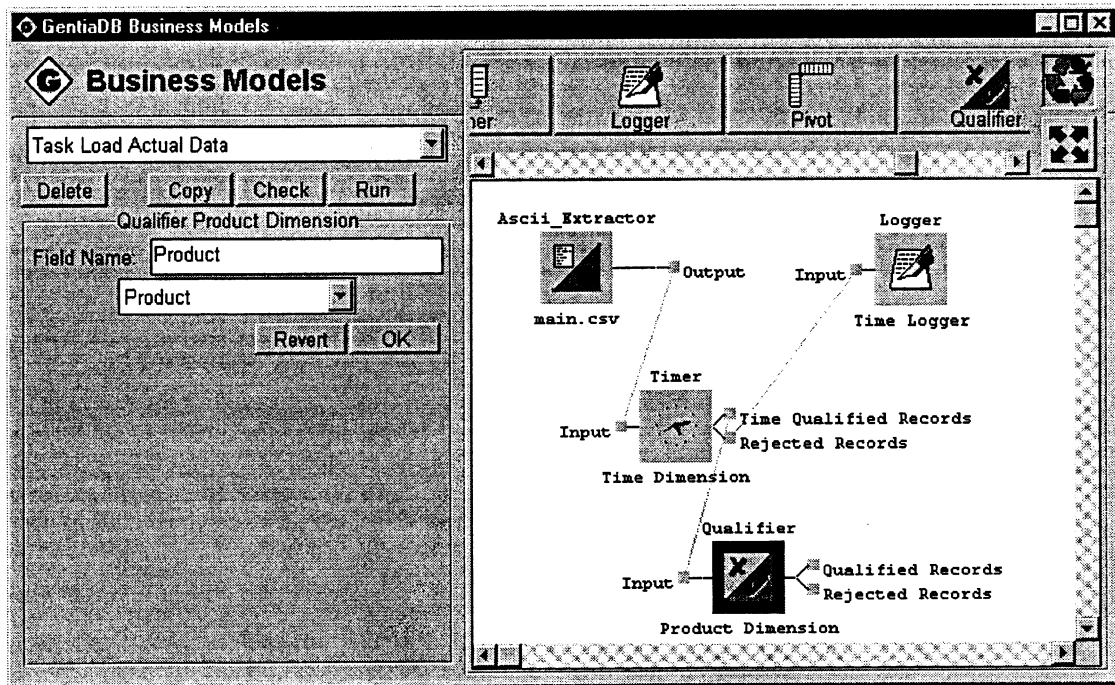 GentiaDB Business Models
G Business Models
Task Load Actual Data
Delete Copy Check Run
Qualifier Product Dimension
Field Name: Product
Product
Revert OK
ner Logger Pivot Qualifier
Ascii_Extractor
Output
main.csv
Logger
Input
Time Logger
Timer
Input
Time Qualified Records
Rejected Records
Time Dimension
Qualifier
Input
Qualified Records
Rejected Records
Product Dimension